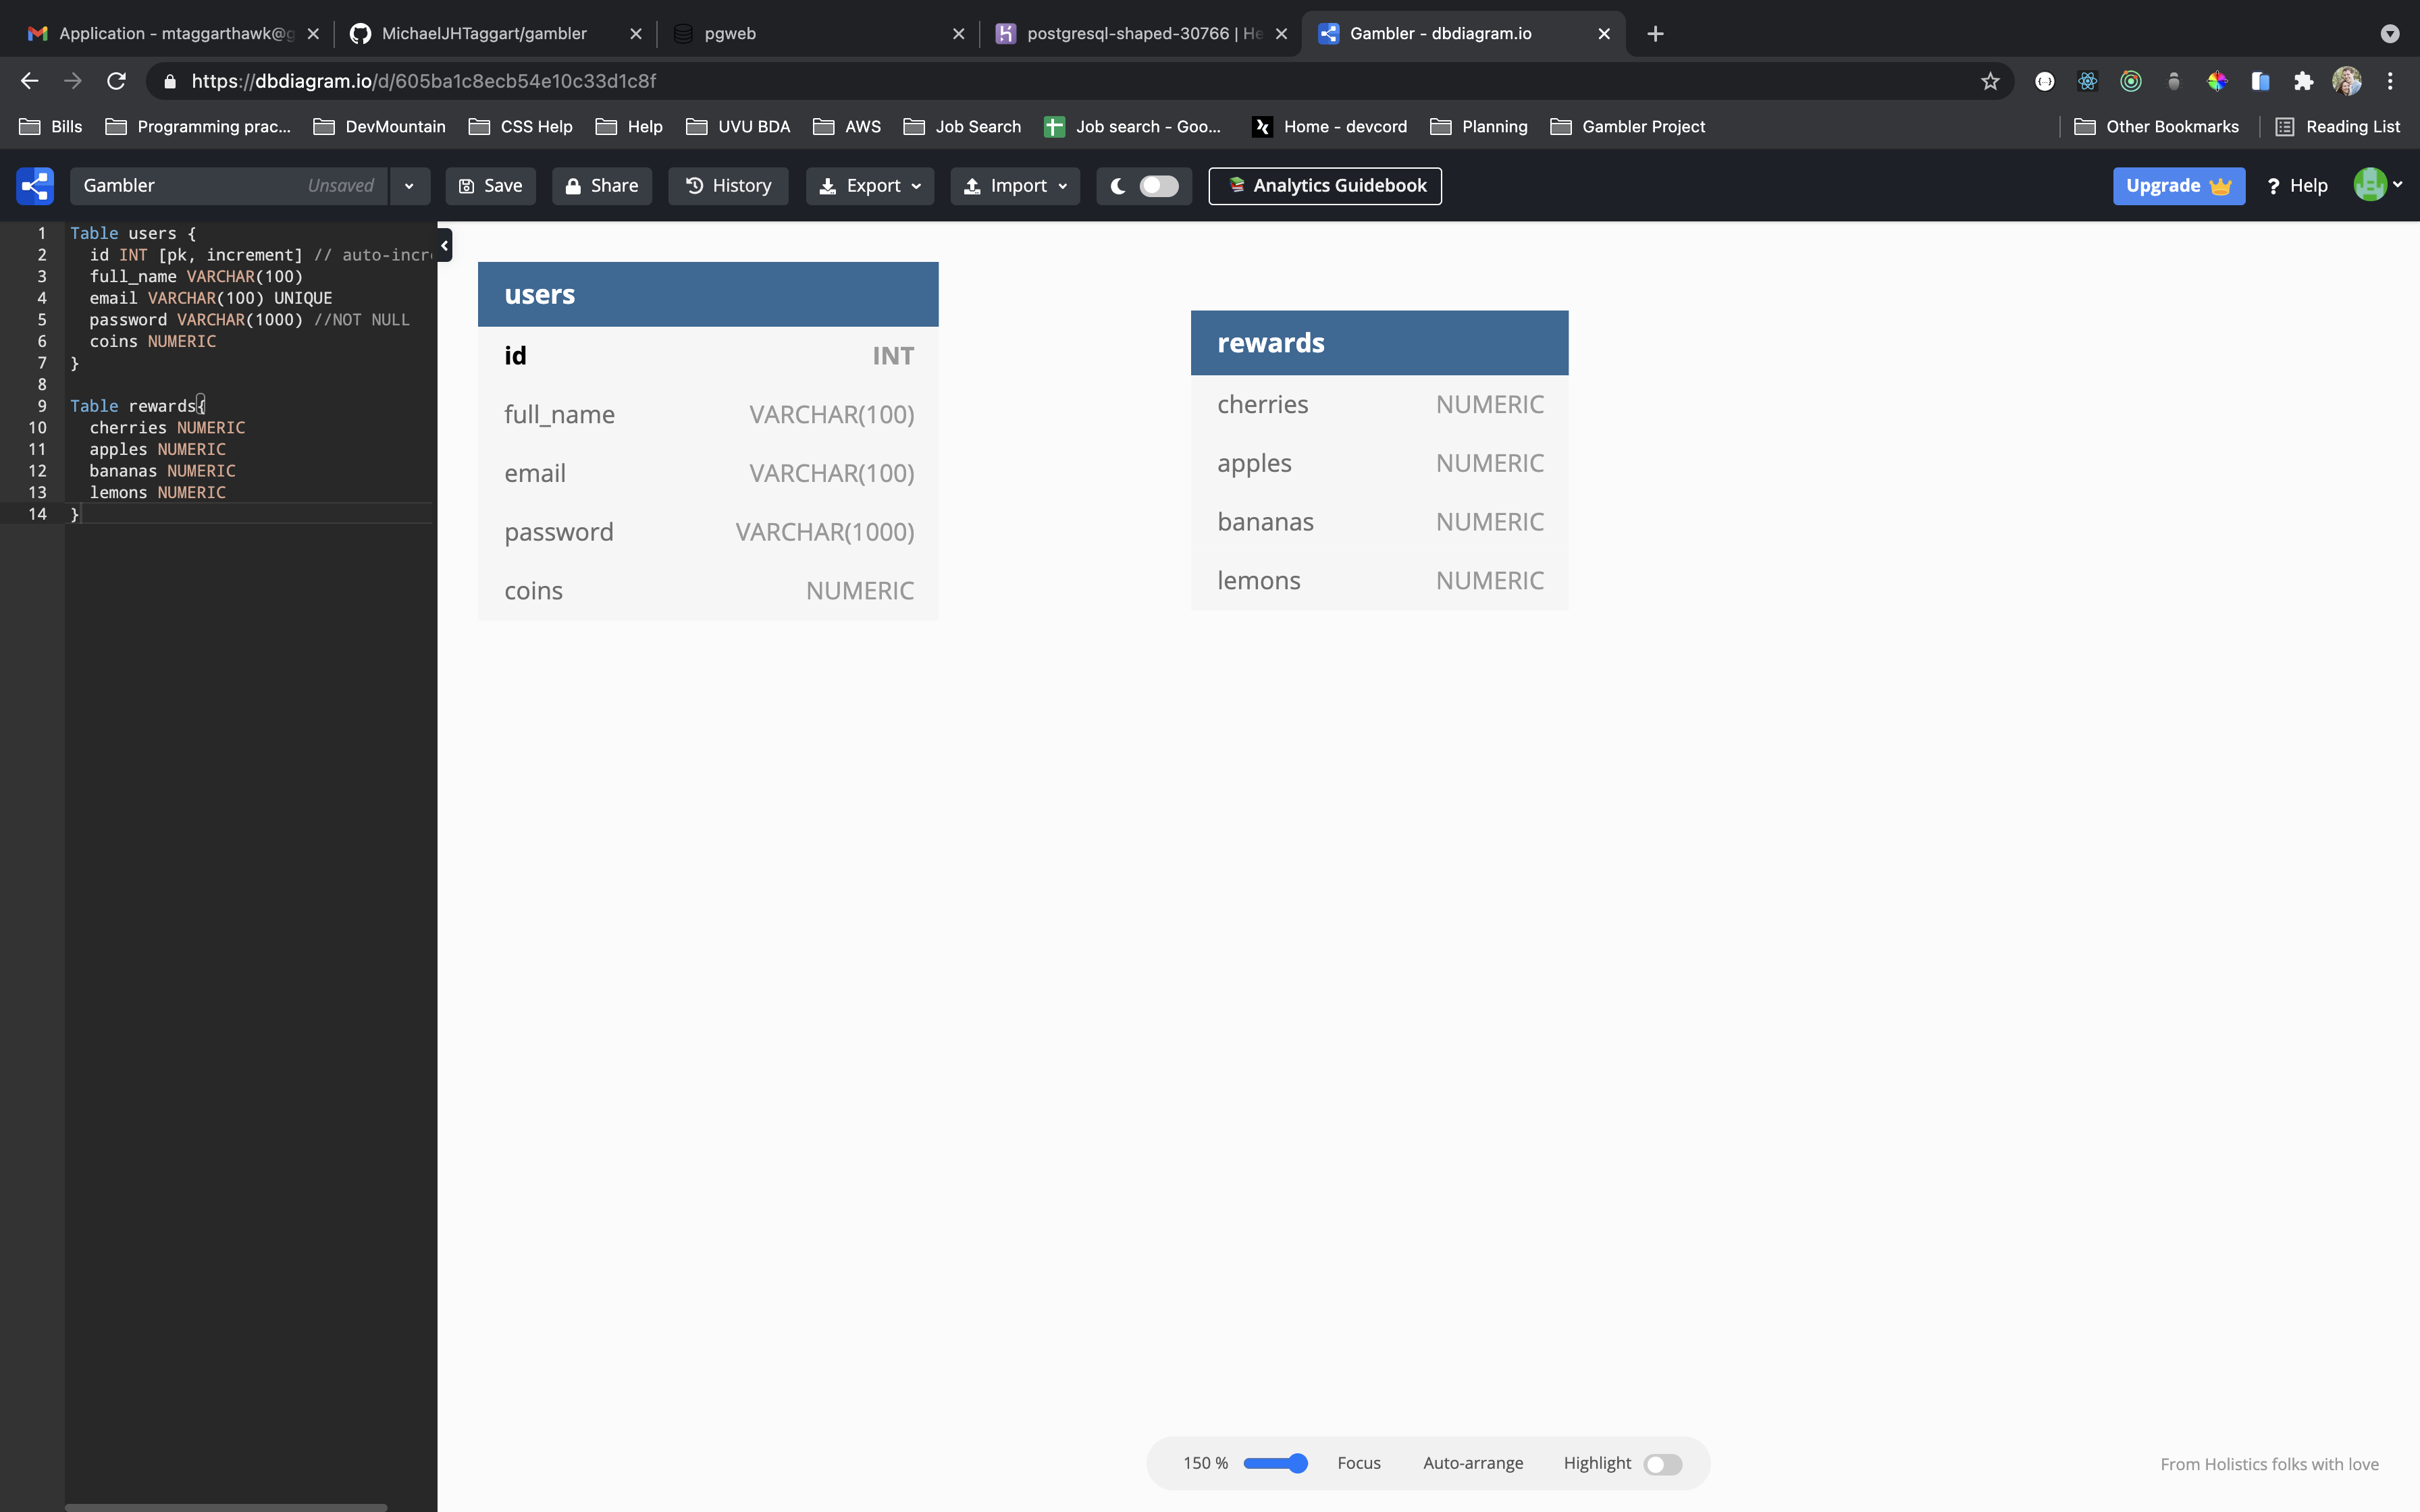 Application - mtaggarthawk@g
MichaelJHTaggart/gambler
pgweb
postgresql-shaped-30766 | He
Gambler - dbdiagram.io
https://dbdiagram.io/d/605ba1c8ecb54e10c33d1c8f
Bills
Programming prac...
DevMountain
CSS Help
Help
UVU BDA
AWS
Job Search
Job search - Goo...
Home - devcord
Planning
Gambler Project
Other Bookmarks
Reading List
Gambler
Unsaved
Save
Share
History
Export
Import
Analytics Guidebook
Upgrade
? Help
1 Table users {
2 id INT [pk, increment] // auto-incr
3 full_name VARCHAR(100)
4 email VARCHAR(100) UNIQUE
5 password VARCHAR(1000) //NOT NULL
6 coins NUMERIC
7 }
8
9 Table rewards{
10 cherries NUMERIC
11 apples NUMERIC
12 bananas NUMERIC
13 lemons NUMERIC
14 }
users
id INT
full_name VARCHAR(100)
email VARCHAR(100)
password VARCHAR(1000)
coins NUMERIC
rewards
cherries NUMERIC
apples NUMERIC
bananas NUMERIC
lemons NUMERIC
150 %
Focus
Auto-arrange
Highlight
From Holistics folks with love